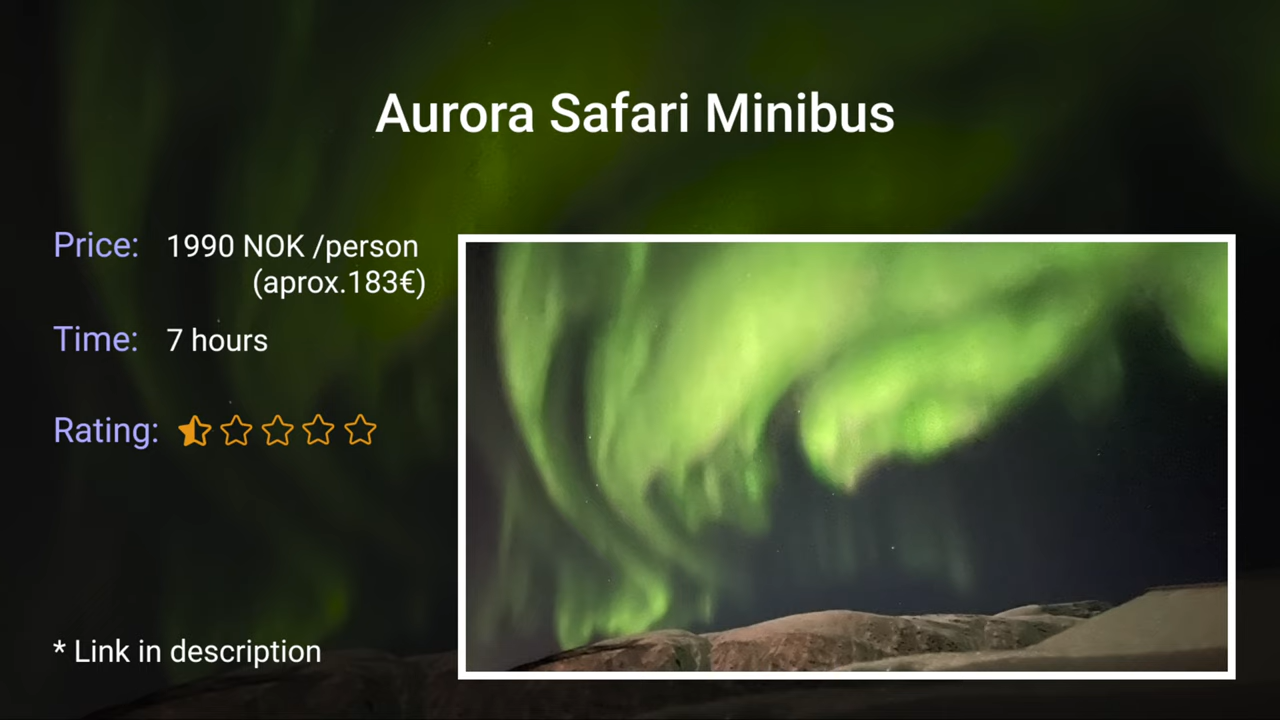 Aurora Safari Minibus
Price: 1990 NOK /person
(aprox.183€)
Time: 7 hours
Rating:
* Link in description